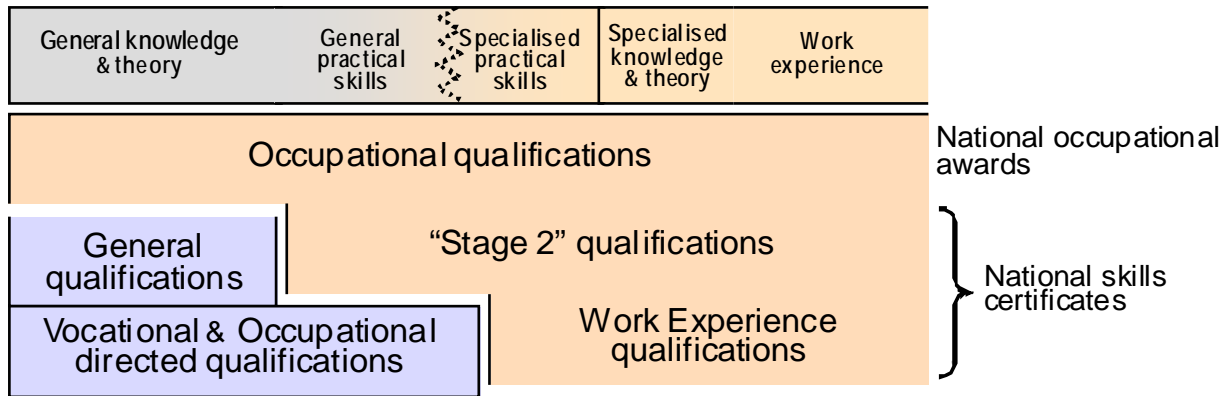 General knowledge
& theory
General
practical
skills
Specialised
practical
skills
Specialised
knowledge
& theory
Work
experience
Occupational qualifications
National occupational
awards
General
qualifications
“Stage 2” qualifications
National skills
certificates
Vocational & Occupational
directed qualifications
Work Experience
qualifications